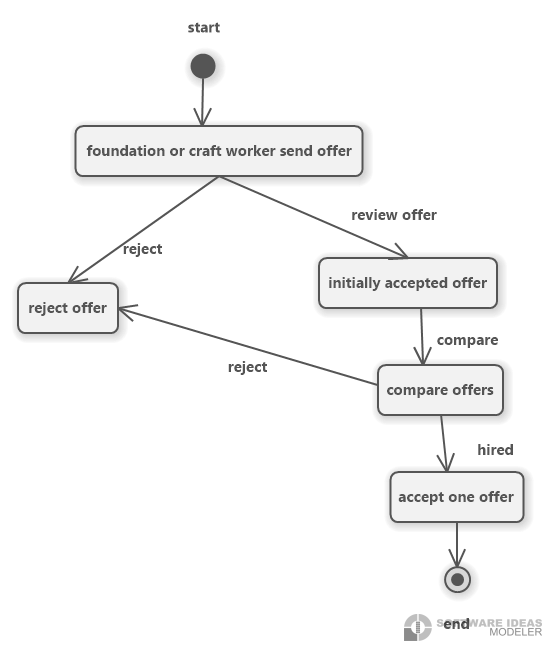 start
foundation or craft worker send offer
review offer
reject
initially accepted offer
reject offer
compare
reject
compare offers
hired
accept one offer
end
SOFTWARE IDEAS
MODELER